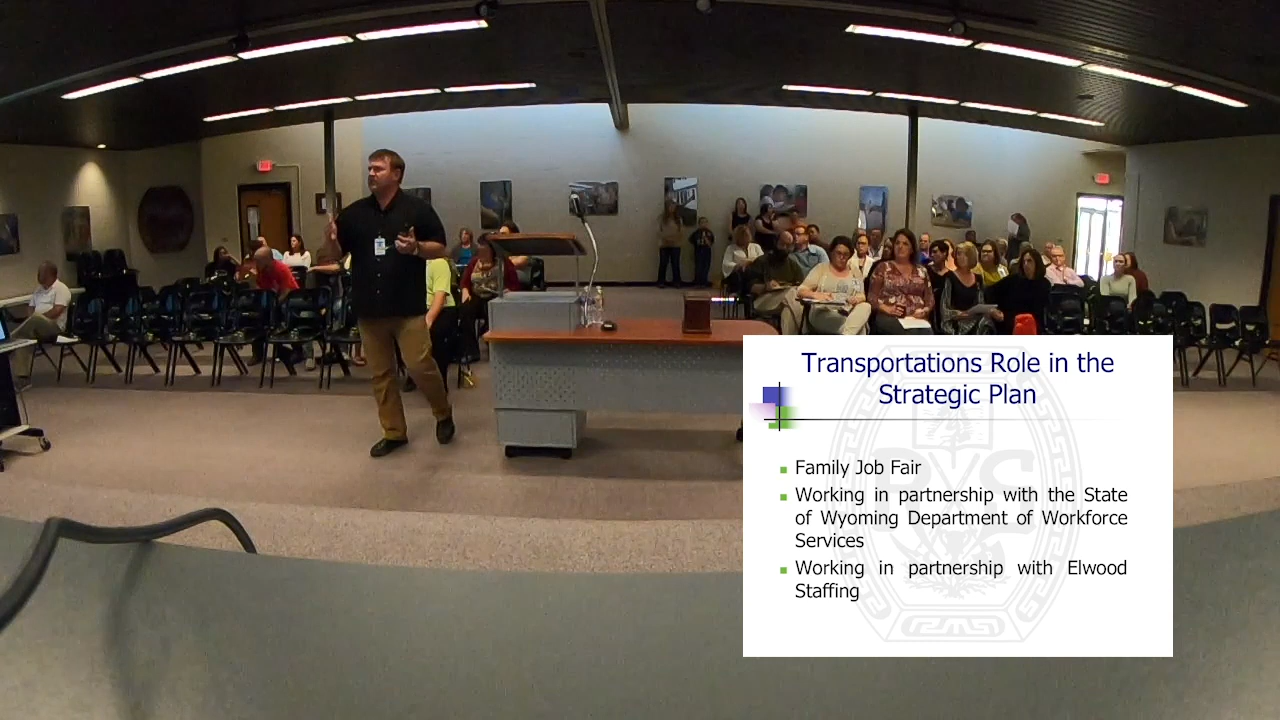 Transportations Role in the
Strategic Plan
Family Job Fair
Working in partnership with the State
of Wyoming Department of Workforce
Services
Working in partnership with Elwood
Staffing